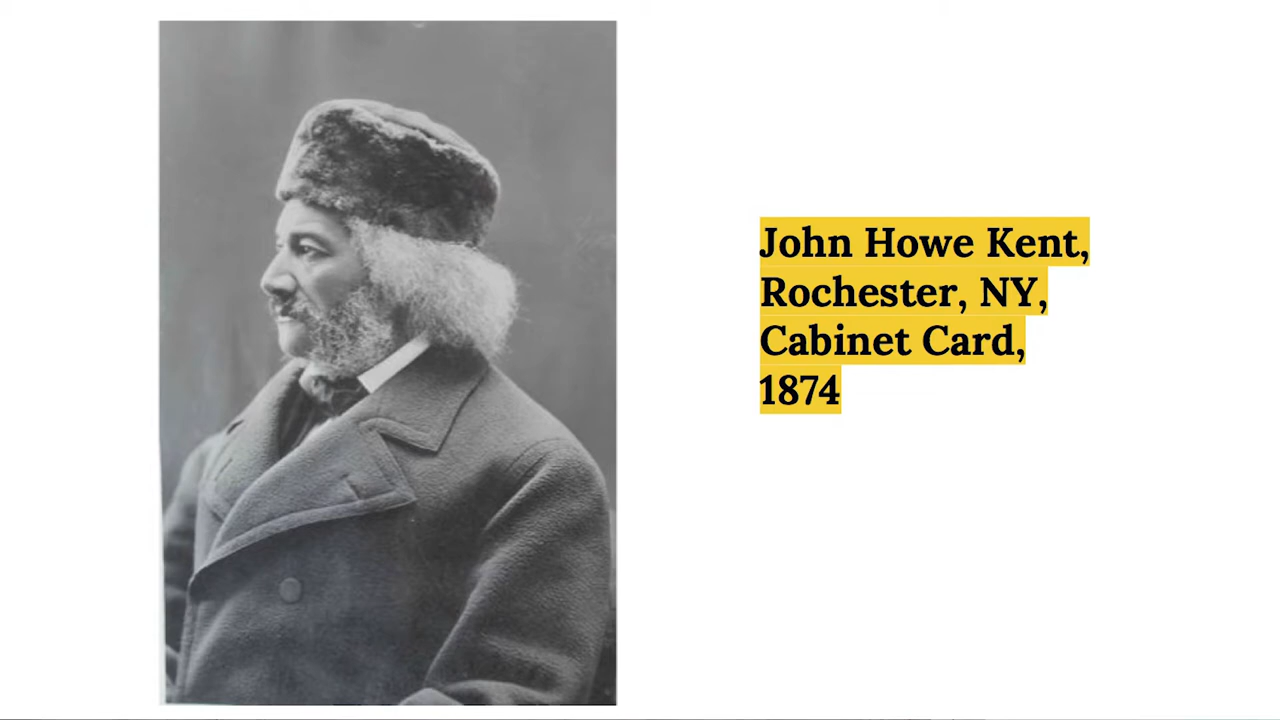 John Howe Kent,
Rochester, NY,
Cabinet Card,
1874